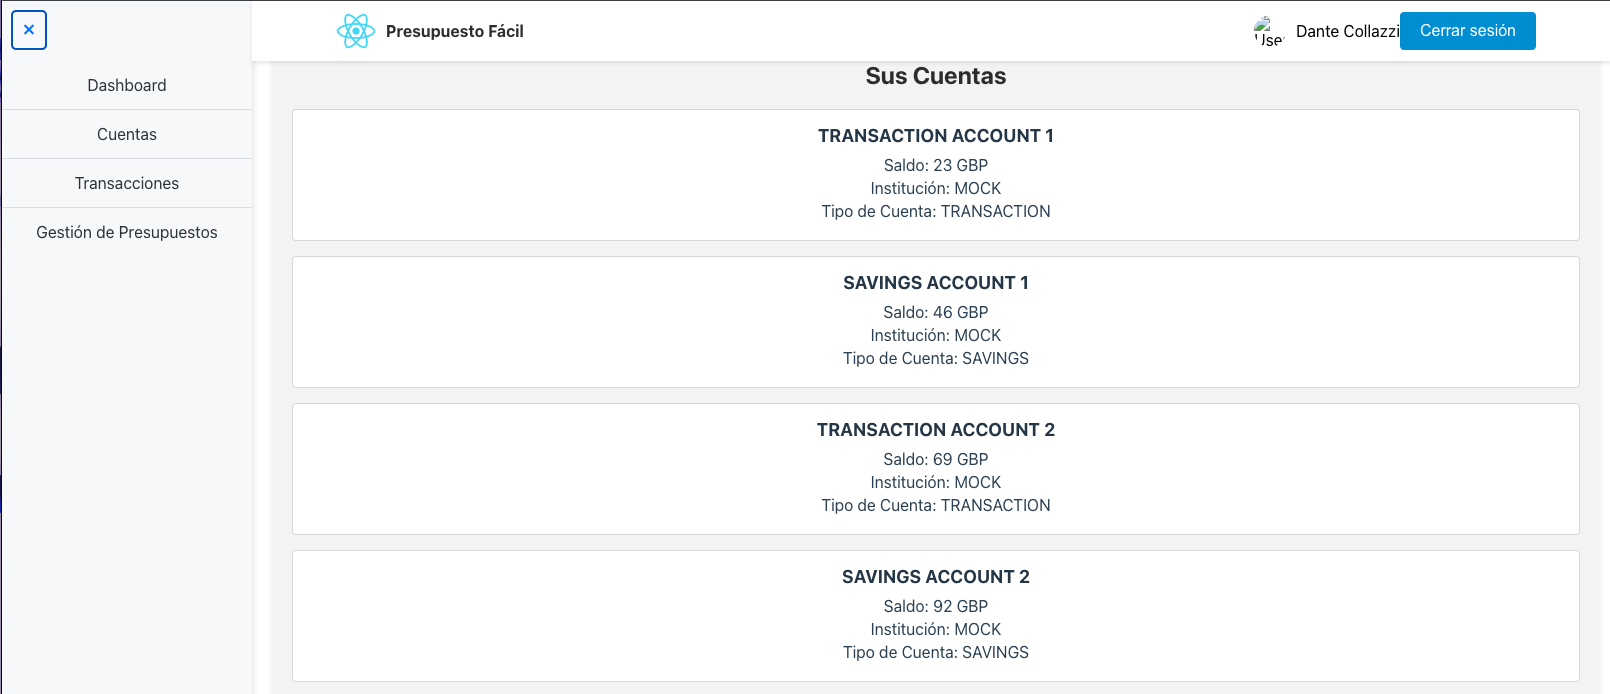 ×
Presupuesto Fácil
Use
Dante Collazzi
Cerrar sesión
Dashboard
Cuentas
Transacciones
Gestión de Presupuestos
Sus Cuentas
TRANSACTION ACCOUNT 1
Saldo: 23 GBP
Institución: MOCK
Tipo de Cuenta: TRANSACTION
SAVINGS ACCOUNT 1
Saldo: 46 GBP
Institución: MOCK
Tipo de Cuenta: SAVINGS
TRANSACTION ACCOUNT 2
Saldo: 69 GBP
Institución: MOCK
Tipo de Cuenta: TRANSACTION
SAVINGS ACCOUNT 2
Saldo: 92 GBP
Institución: MOCK
Tipo de Cuenta: SAVINGS